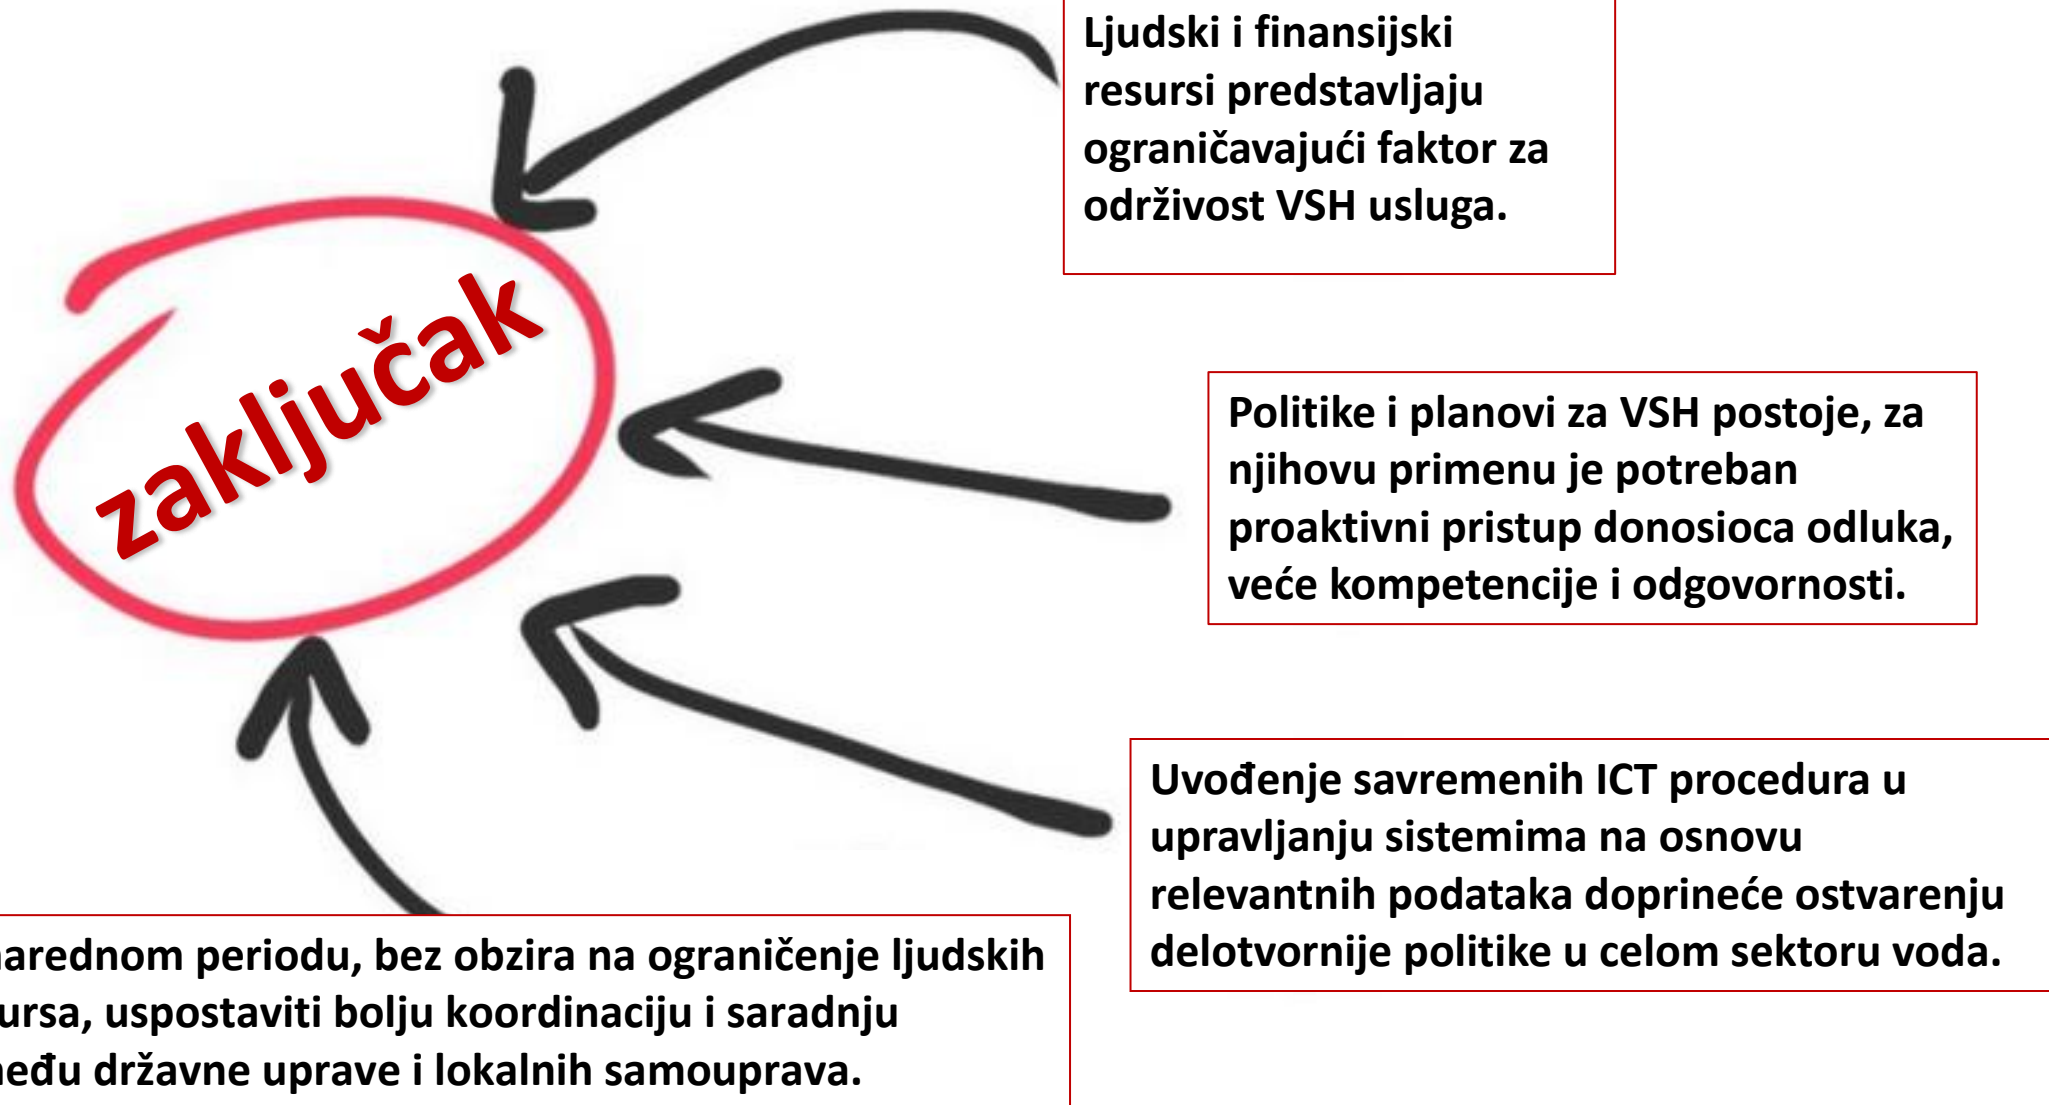 Ljudski i finansijski
resursi predstavljaju
ograničavajući faktor za
održivost VSH usluga.
zaključak
Politike i planovi za VSH postoje, za
njihovu primenu je potreban
proaktivni pristup donosioca odluka,
veće kompetencije i odgovornosti.
Uvođenje savremenih ICT procedura u
upravljanju sistemima na osnovu
relevantnih podataka doprineće ostvarenju
delotvornije politike u celom sektoru voda.
narednom periodu, bez obzira na ograničenje ljudskih
ursa, uspostaviti bolju koordinaciju i saradnju
među državne uprave i lokalnih samouprava.